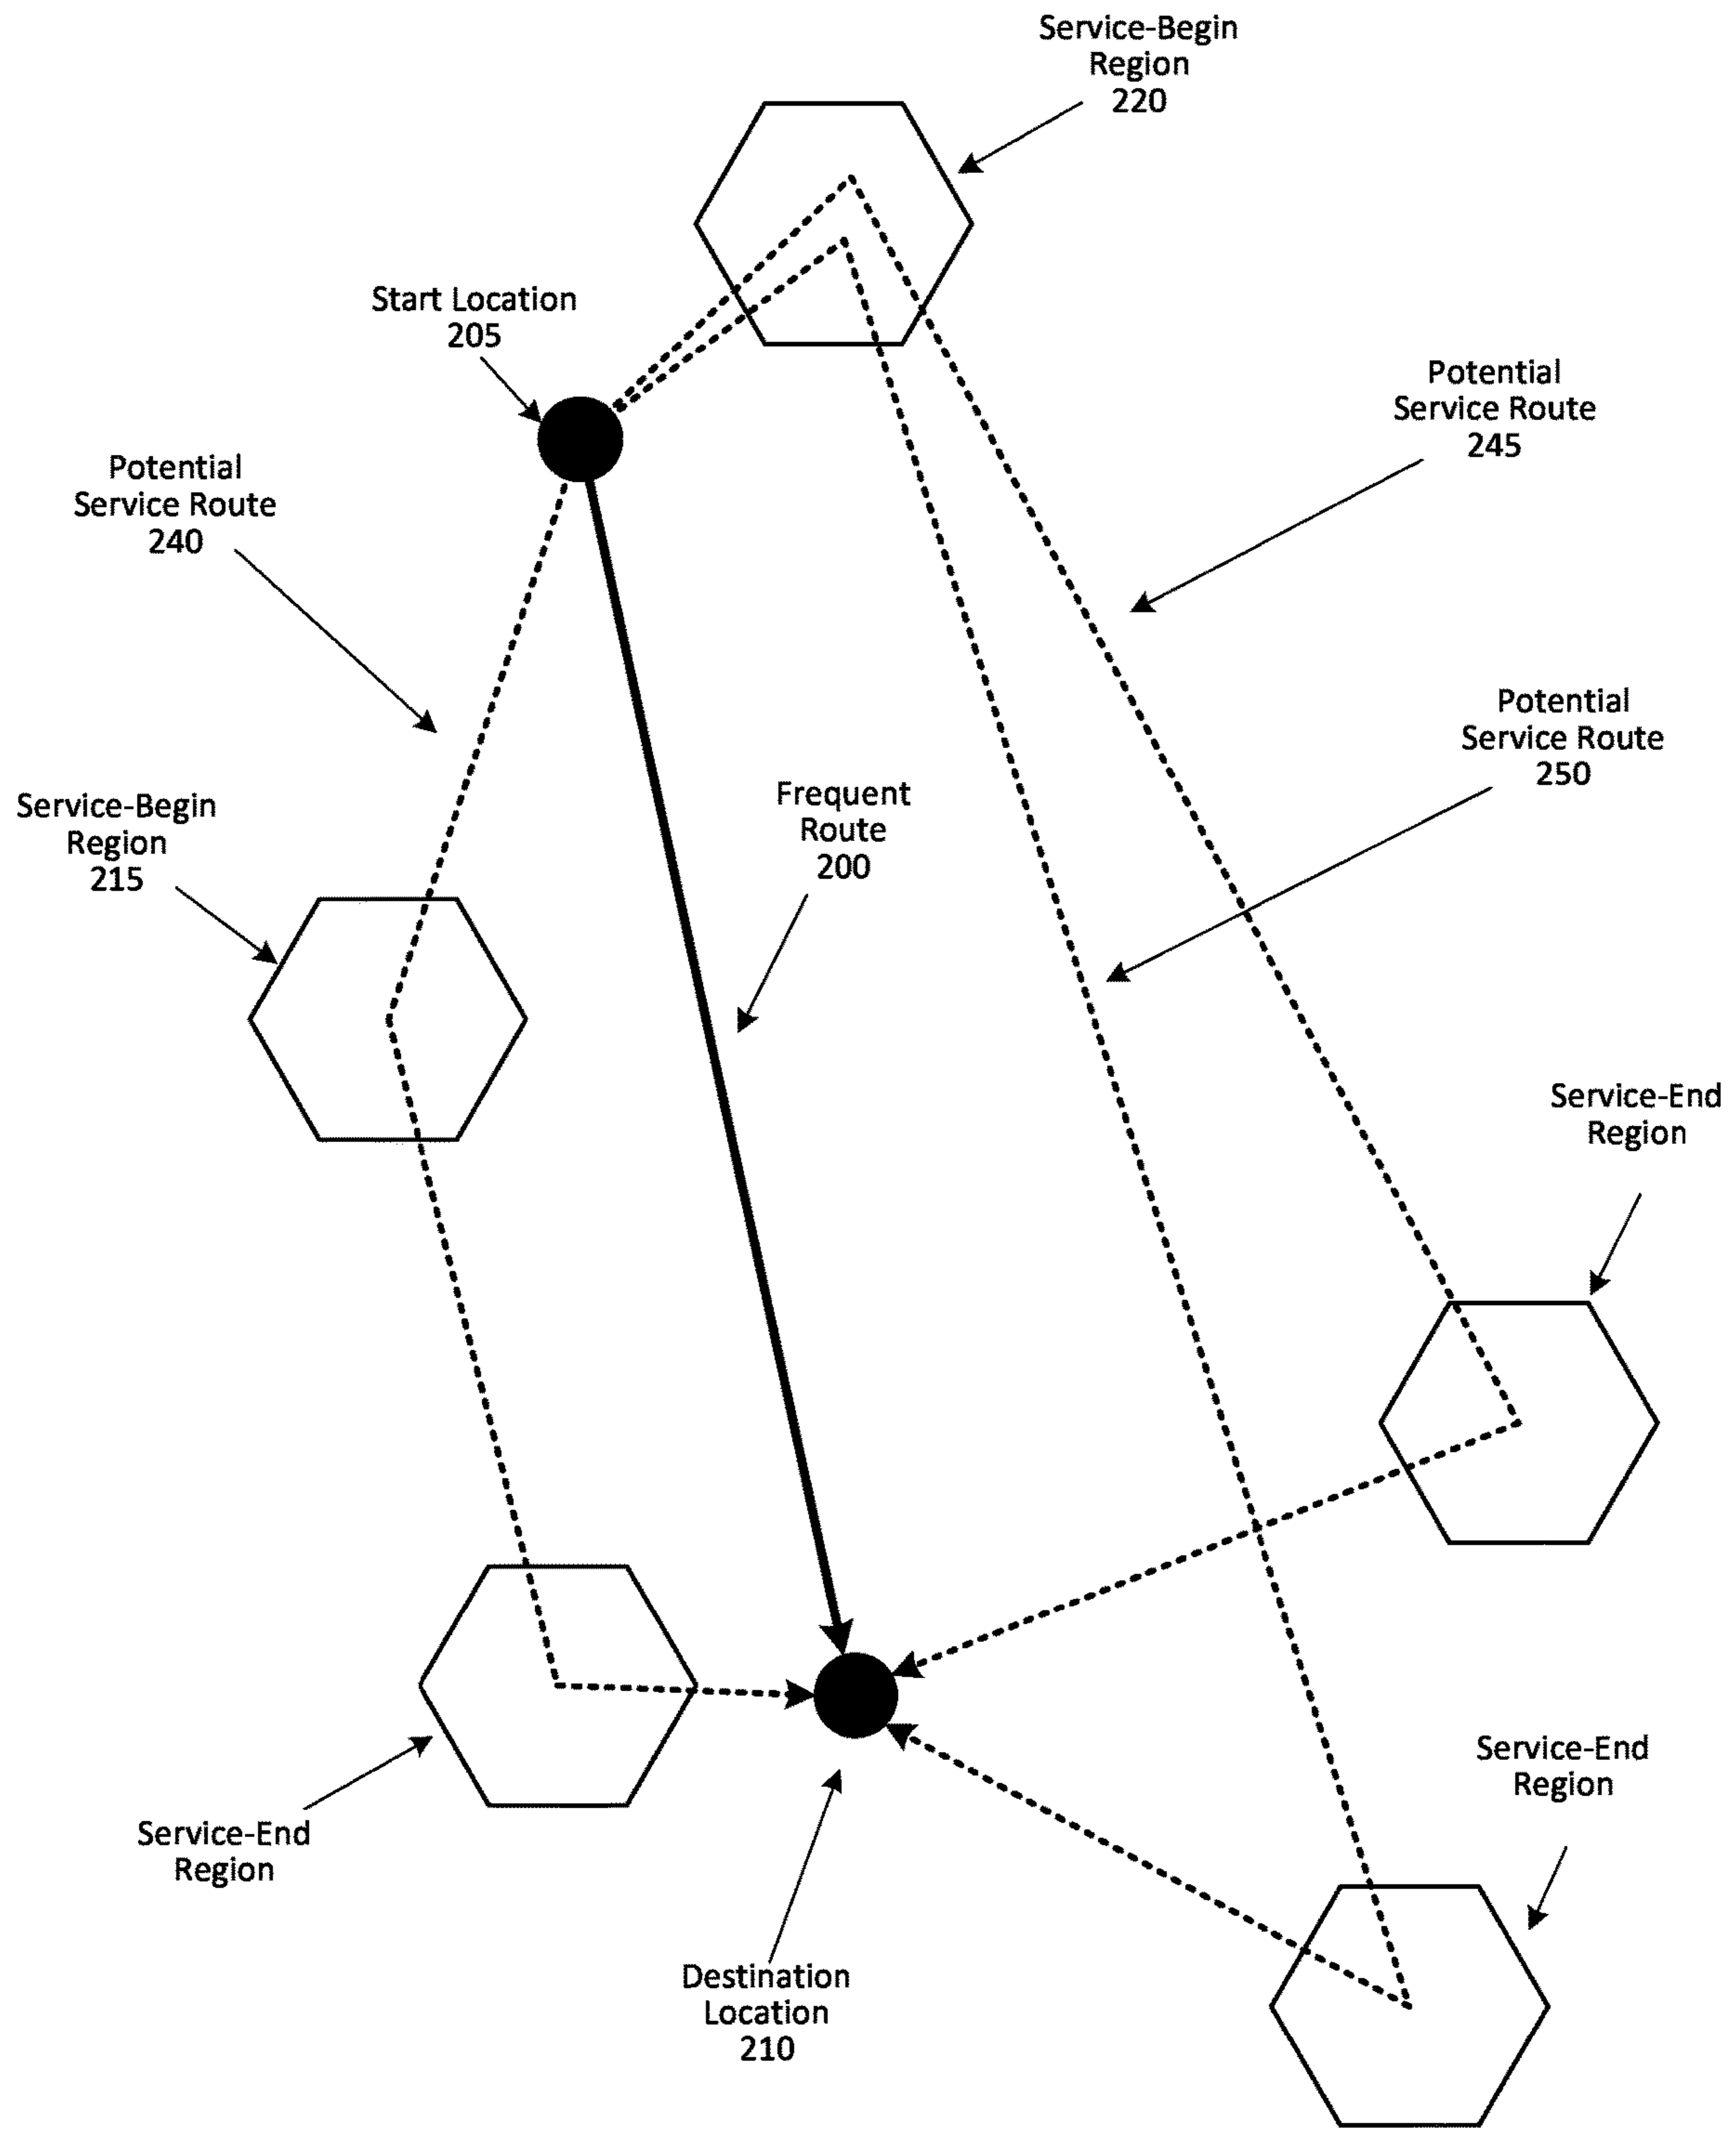 Service-Begin
Region
220
Start Location
205
Potential
Service Route
245
Potential
Service Route
240
Potential
Service Route
250
Frequent
Route
200
Service-Begin
Region
215
Service-End
Region
Service-End
Region
Service-End
Region
Destination
Location
210